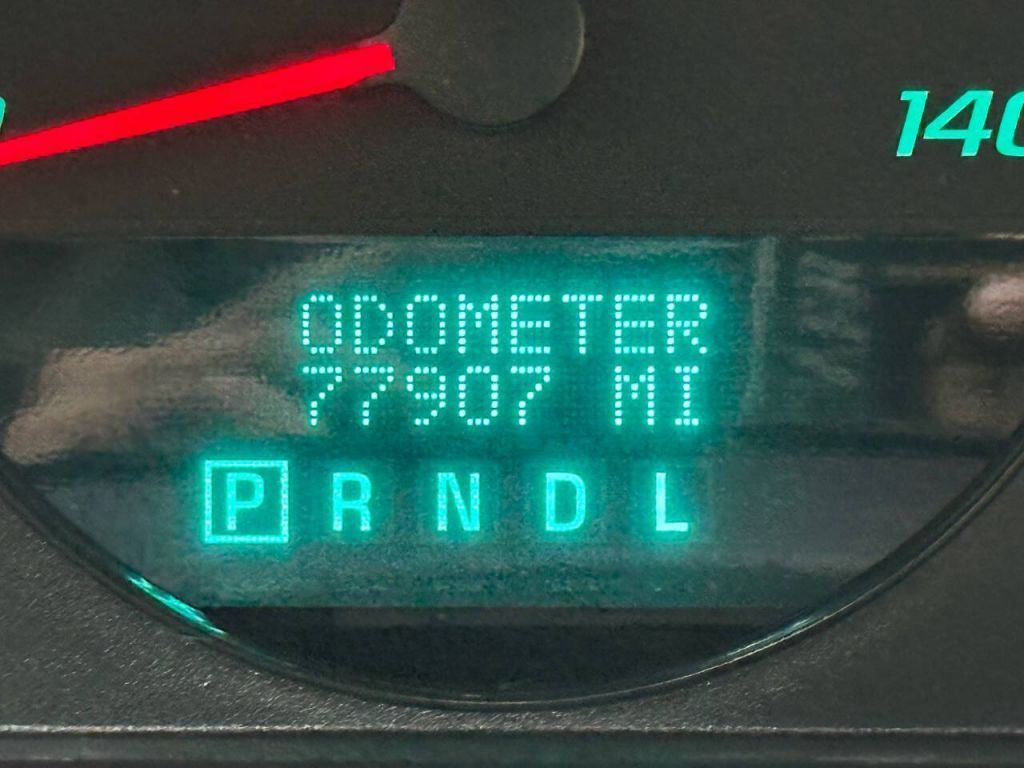 140
ODOMETER
77907 MI
P R N D L